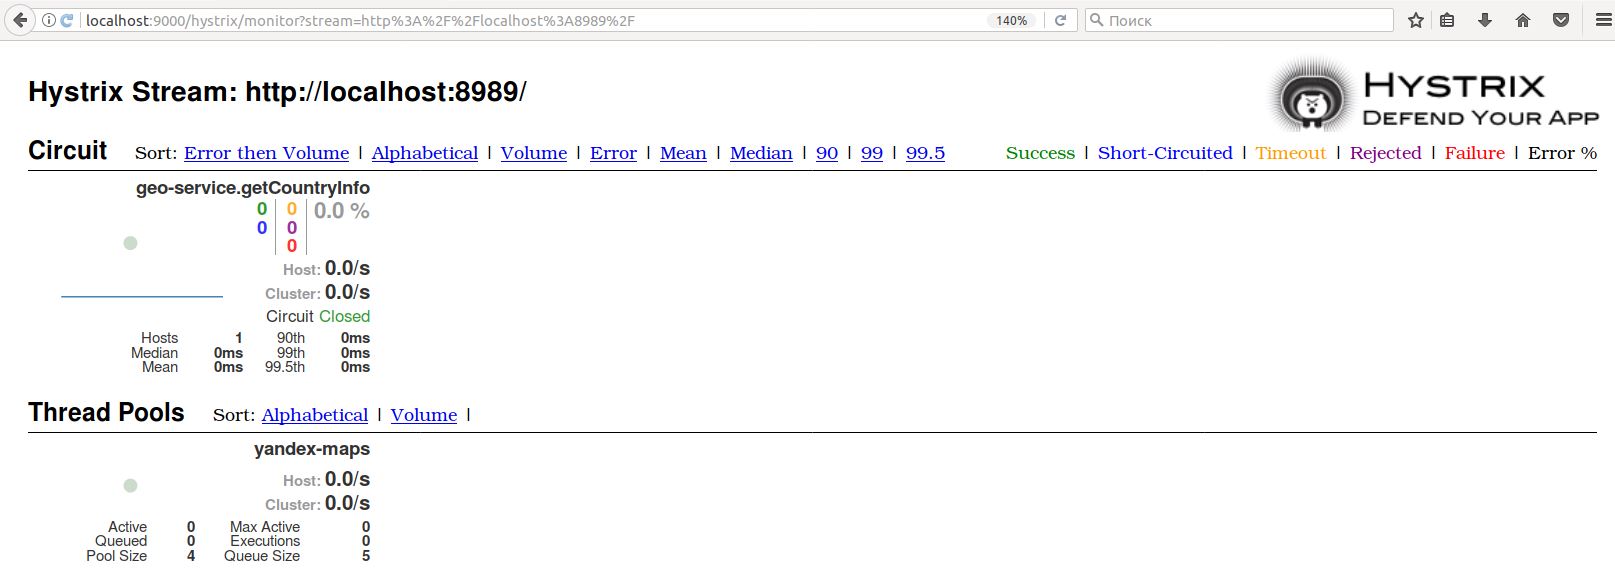 localhost:9000/hystrix/monitor?stream=http%3A%2F%2Flocalhost%3A8989%2F 140% Поиск
Hystrix Stream: http://localhost:8989/
HYSTRIX
DEFEND YOUR APP
Circuit Sort: Error then Volume | Alphabetical | Volume | Error | Mean | Median | 90 | 99 | 99.5 Success | Short-Circuited | Timeout | Rejected | Failure | Error %
geo-service.getCountryInfo
0 0 0.0 %
0 0
0
Host: 0.0/s
Cluster: 0.0/s
Circuit Closed
Hosts 1 90th 0ms
Median 0ms 99th 0ms
Mean 0ms 99.5th 0ms
Thread Pools Sort: Alphabetical | Volume |
yandex-maps
Host: 0.0/s
Cluster: 0.0/s
Active 0 Max Active 0
Queued 0 Executions 0
Pool Size 4 Queue Size 5